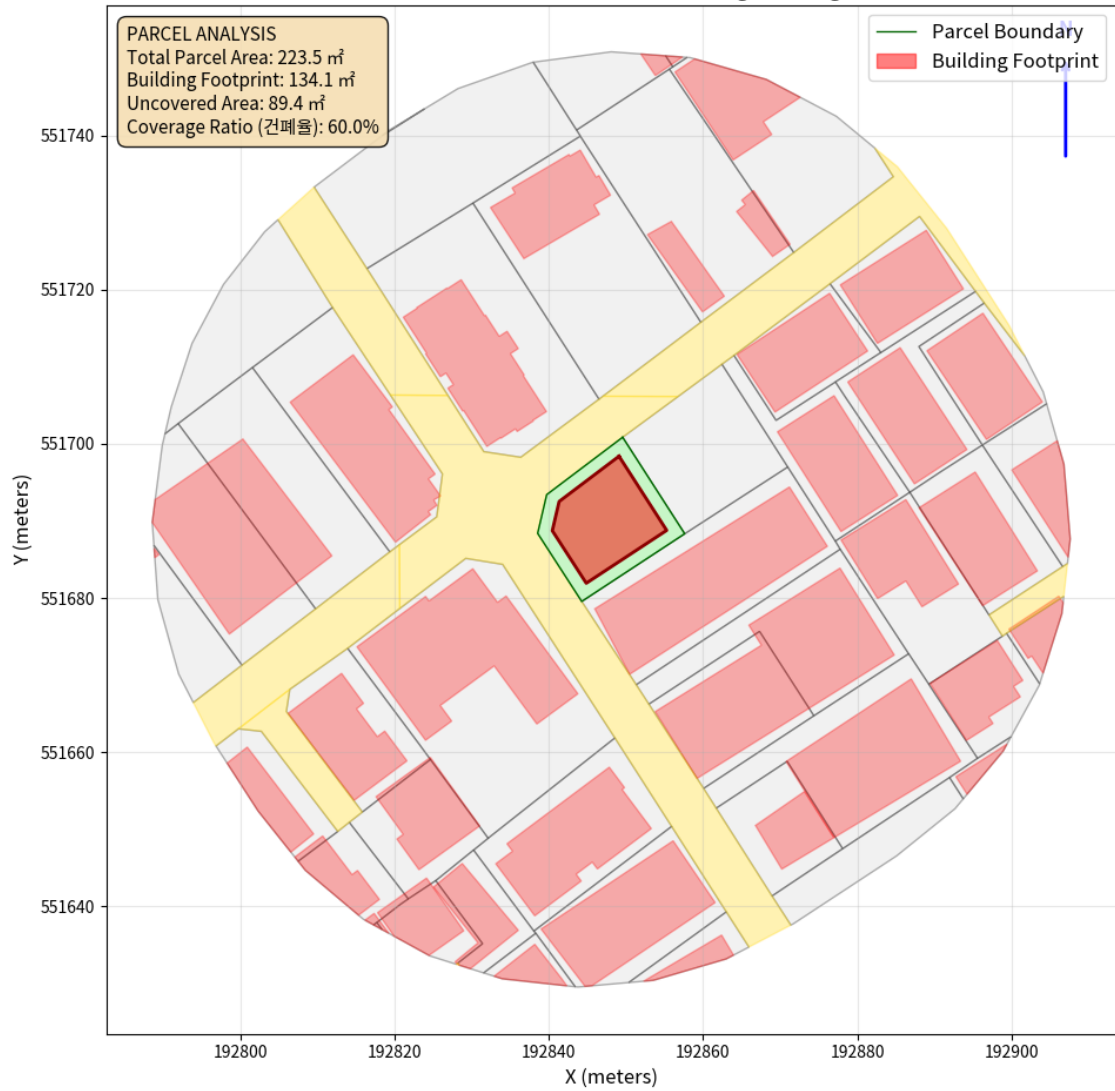 PARCEL ANALYSIS
Total Parcel Area: 223.5 ㎡
Building Footprint: 134.1 ㎡
Uncovered Area: 89.4 ㎡
Coverage Ratio (건폐율): 60.0%
N
Parcel Boundary
Building Footprint
551740
551720
551700
551680
551660
551640
Y (meters)
192800
192820
192840
192860
192880
192900
X (meters)